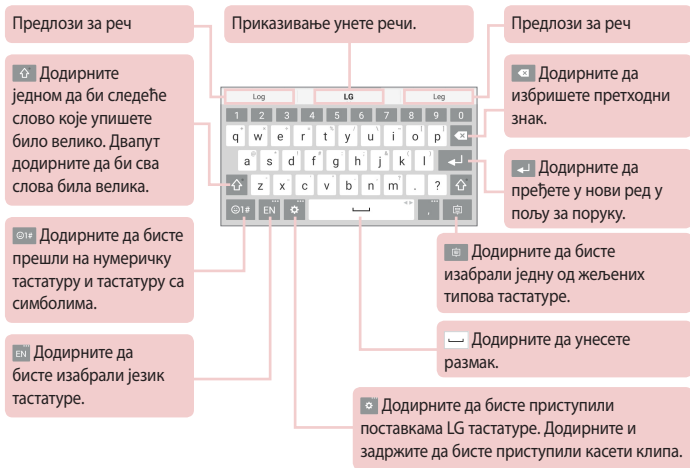 Предлози за реч
Приказивање унете речи.
Предлози за реч
Додирните
једном да би следеће
слово које упишете
било велико. Двапут
додирните да би сва
слова била велика.
Додирните да
избришете претходни
знак.
Log LG Leg
1 2 3 4 5 6 7 8 9 0
q w e r t y u i o p
a s d f g h j k l
z x c v b n m . ?
1# EN ,
Додирните да
пређете у нови ред у
пољу за поруку.
1# Додирните да бисте
прешли на нумеричку
тастатуру и тастатуру са
симболима.
Додирните да бисте
изабрали једну од жељених
типова тастатуре.
EN Додирните да
бисте изабрали језик
тастатуре.
Додирните да унесете
размак.
Додирните да бисте приступили
поставкама LG тастатуре. Додирните и
задржите да бисте приступили касети клипа.